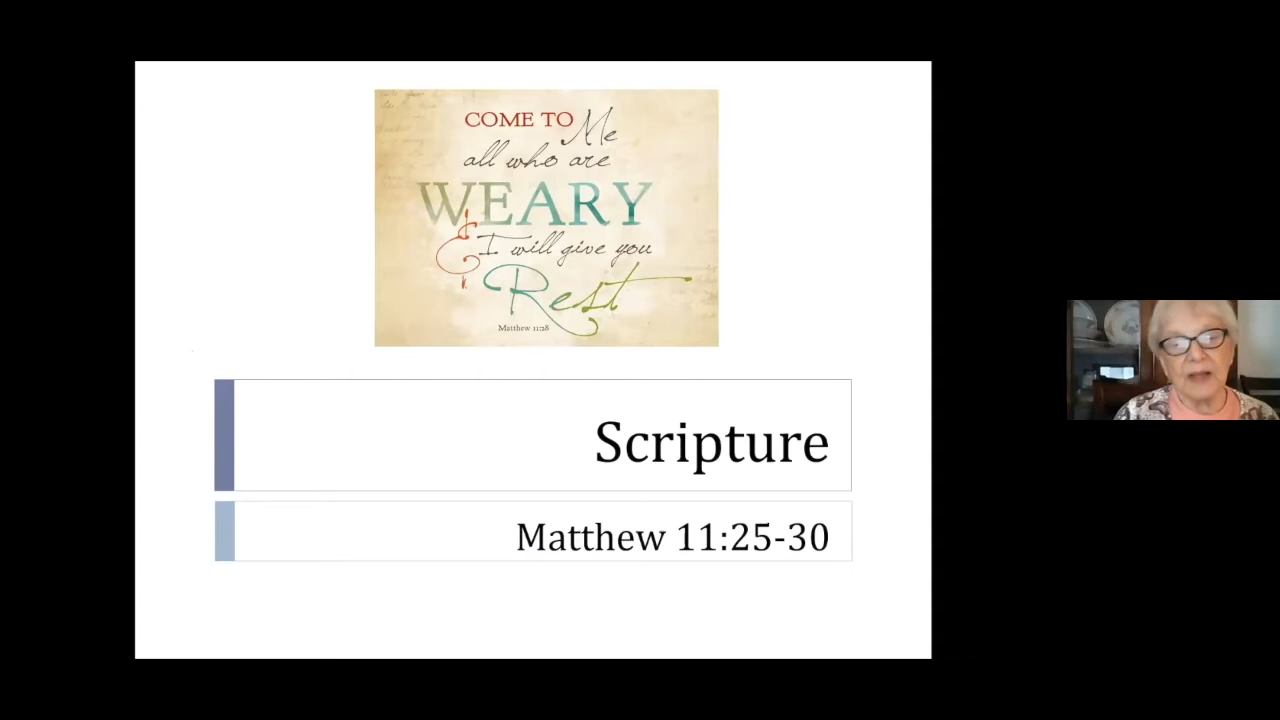 COME TO Me
all who are
WEARY
& I will give you
Rest
Matthew 11:28
Scripture
Matthew 11:25-30